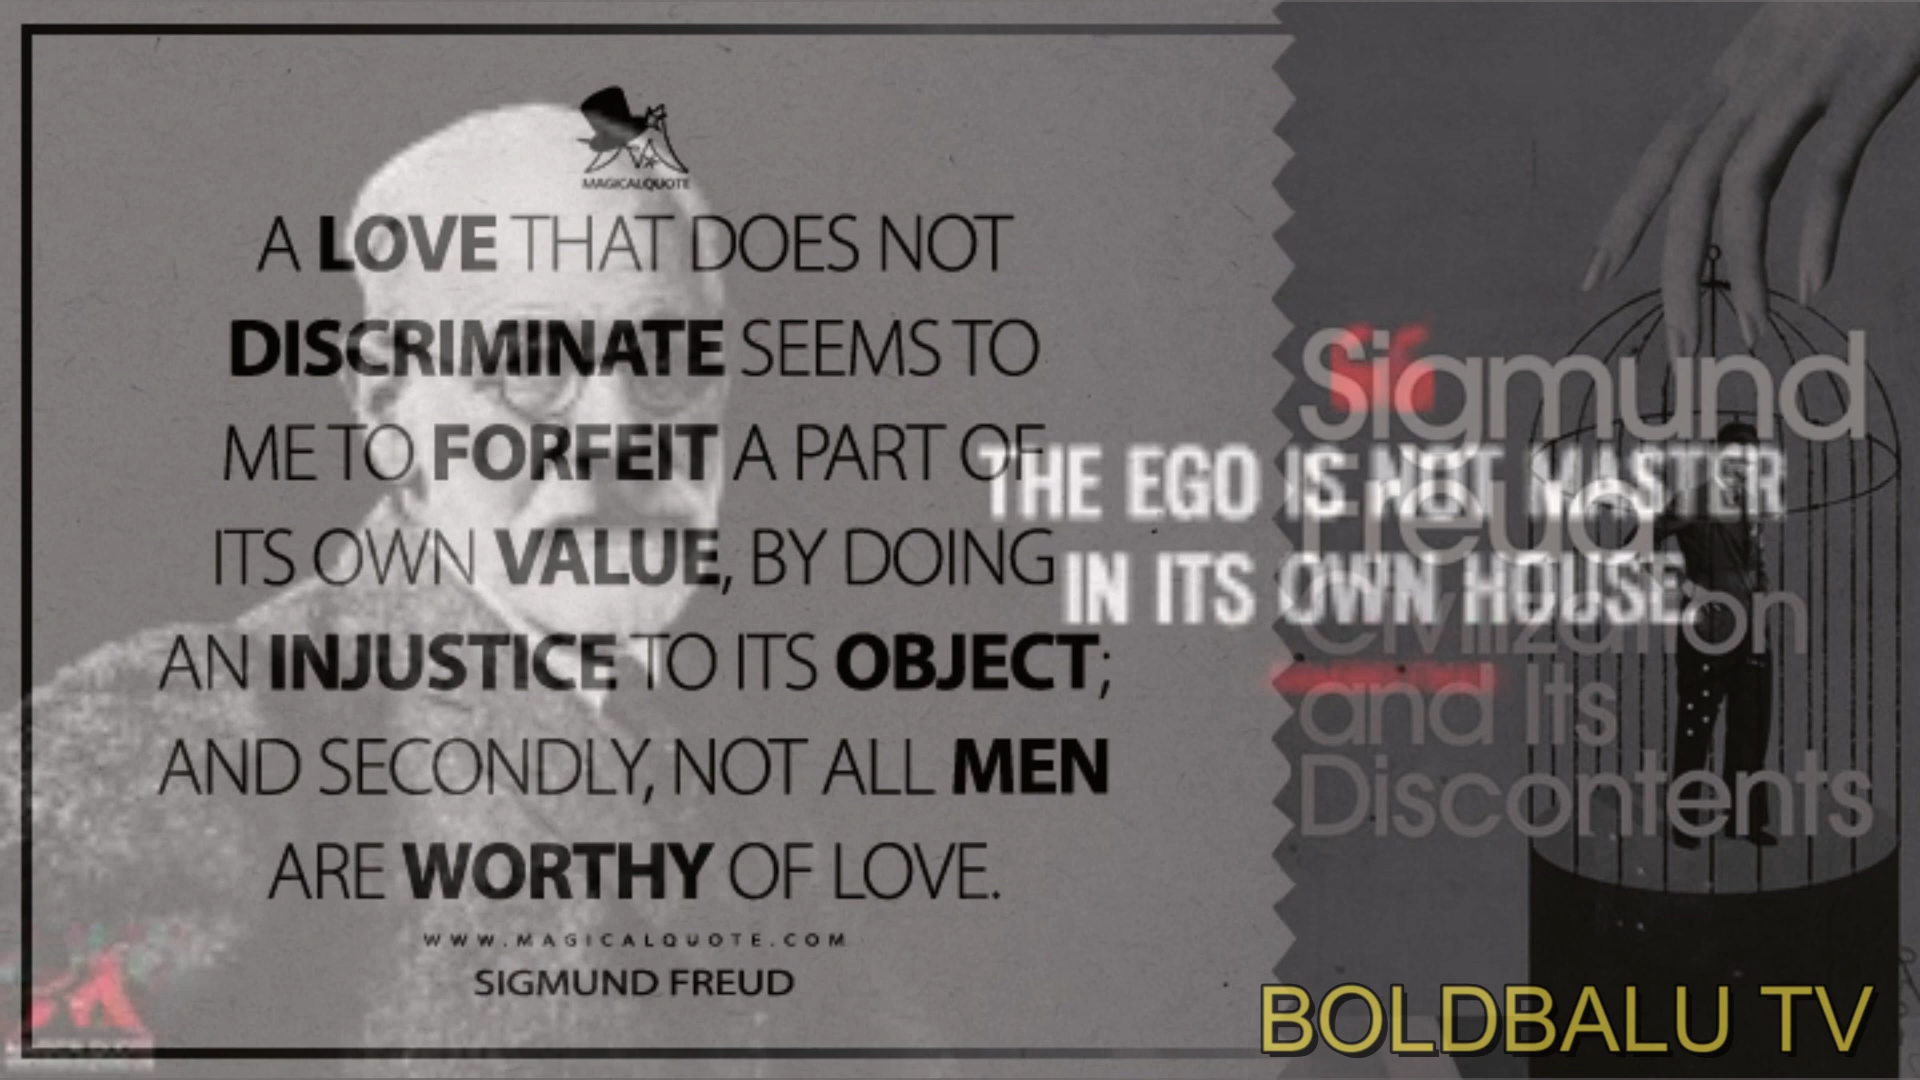 MAGICALQUOTE
A LOVE THAT DOES NOT
DISCRIMINATE SEEMS TO
ME TO FORFEIT A PART OF
ITS OWN VALUE, BY DOING
AN INJUSTICE TO ITS OBJECT;
AND SECONDLY, NOT ALL MEN
ARE WORTHY OF LOVE.
WWW.MAGICALQUOTE.COM
SIGMUND FREUD
“
THE EGO IS NOT MASTER
IN ITS OWN HOUSE.
Sigmund
Freud
Civilization
and Its
Discontents
BOLDBALU TV